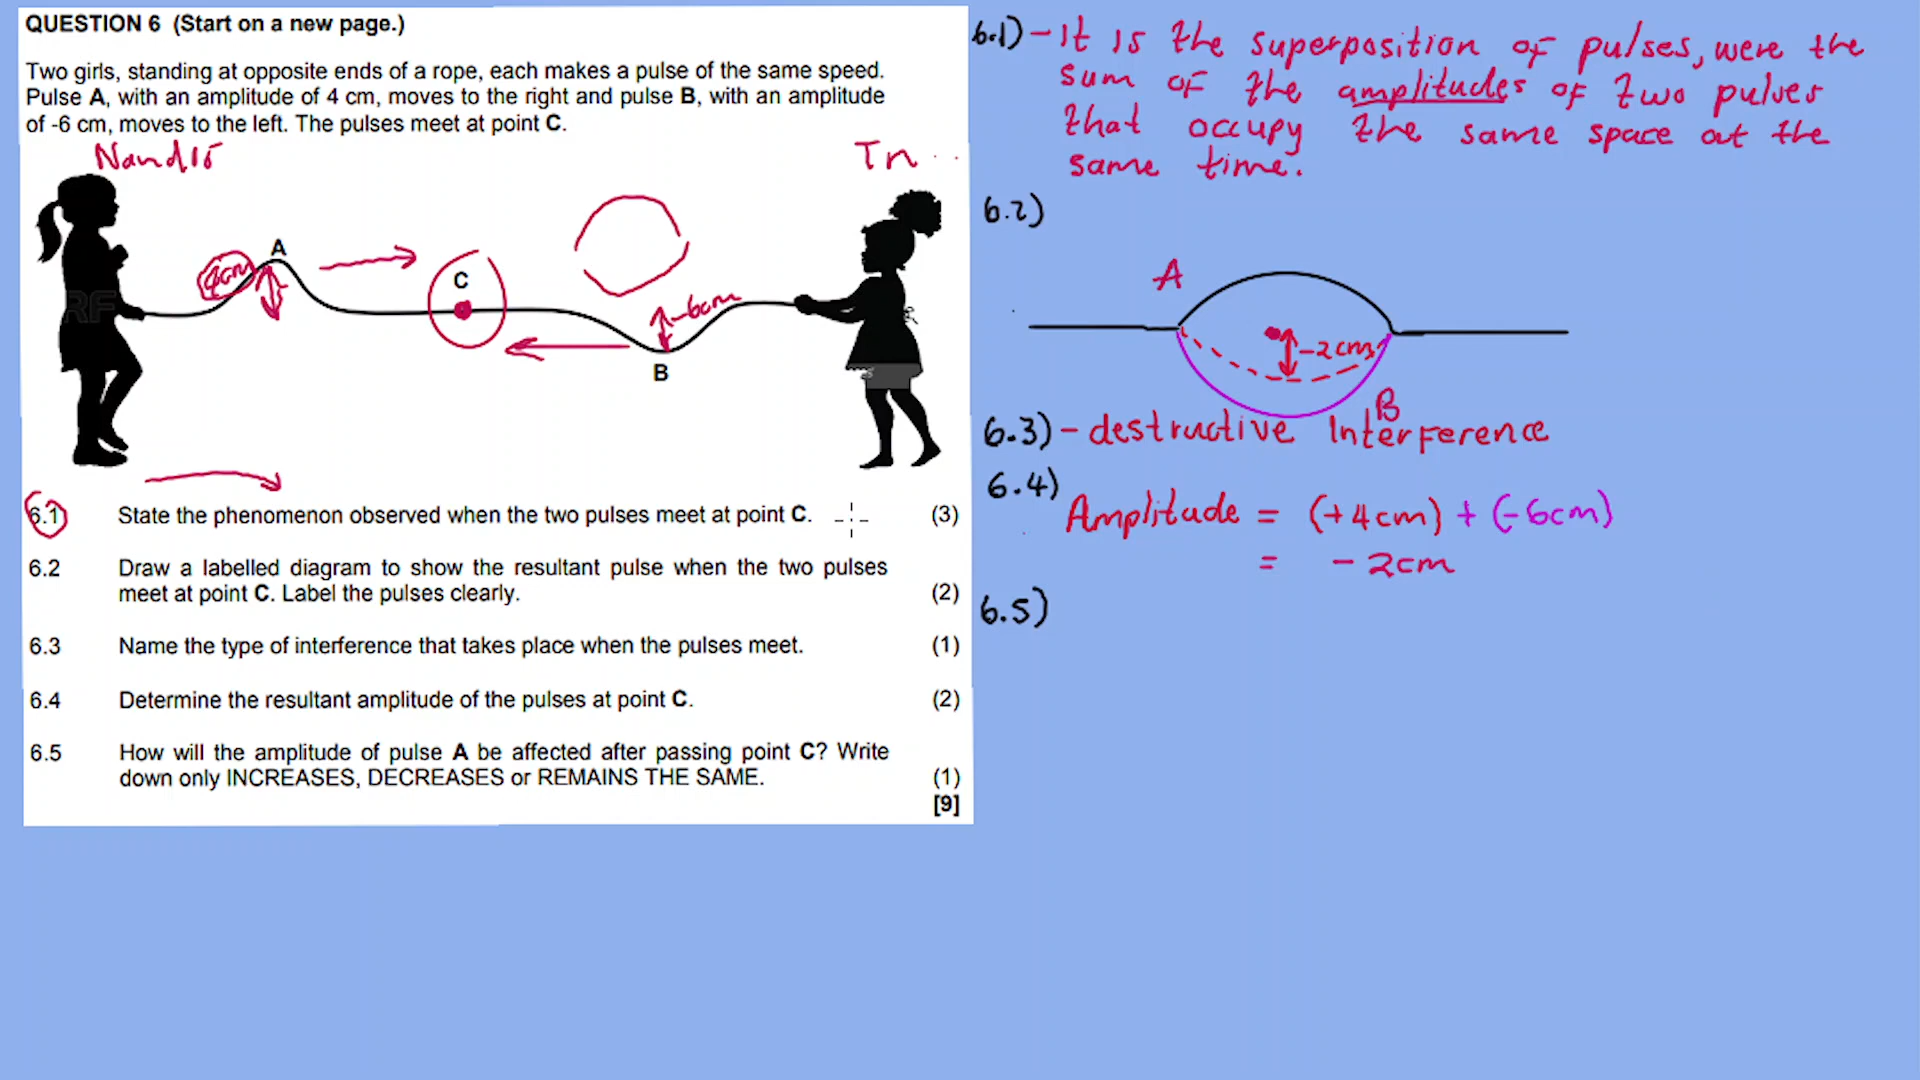 QUESTION 6 (Start on a new page.)
Two girls, standing at opposite ends of a rope, each makes a pulse of the same speed.
Pulse A, with an amplitude of 4 cm, moves to the right and pulse B, with an amplitude
of -6 cm, moves to the left. The pulses meet at point C.
Tn
A
4cm
C
-6cm
B
RF
6.1 State the phenomenon observed when the two pulses meet at point C. (3)
6.2 Draw a labelled diagram to show the resultant pulse when the two pulses
meet at point C. Label the pulses clearly. (2)
6.3 Name the type of interference that takes place when the pulses meet. (1)
6.4 Determine the resultant amplitude of the pulses at point C. (2)
6.5 How will the amplitude of pulse A be affected after passing point C? Write
down only INCREASES, DECREASES or REMAINS THE SAME. (1)
[9]
6.1) - It is the superposition of pulses, were the
sum of the amplitudes of two pulses
that occupy the same space at the
same time.
6.2)
A
-2cm
B
6.3) - destructive Interference
6.4)
Amplitude = (+4cm) + (-6cm)
= -2cm
6.5)